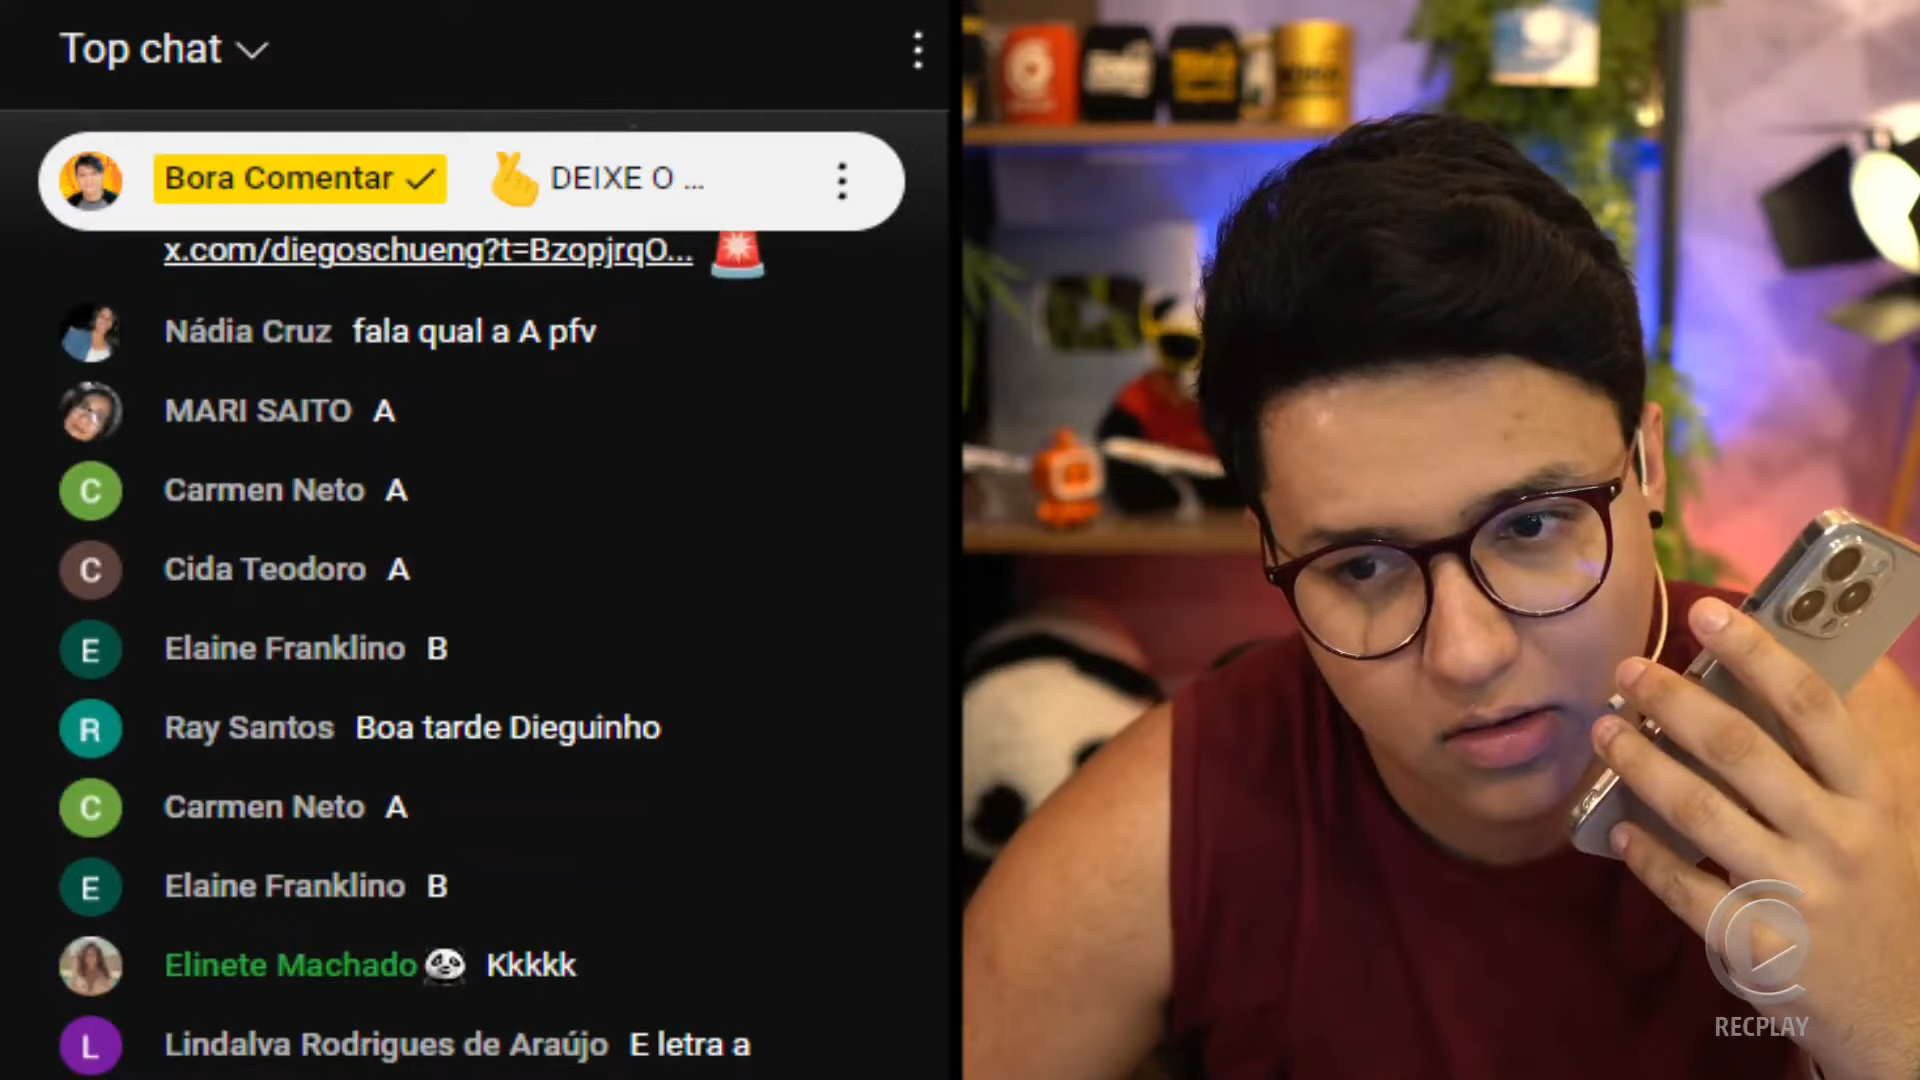 Top chat
Bora Comentar DEIXE O ...
x.com/diegoschueng?t=BzopjrqO...
Nádia Cruz fala qual a A pfv
MARI SAITO A
C Carmen Neto A
C Cida Teodoro A
E Elaine Franklino B
R Ray Santos Boa tarde Dieguinho
C Carmen Neto A
E Elaine Franklino B
Elinete Machado Kkkkk
L Lindalva Rodrigues de Araújo E letra a
RECPLAY